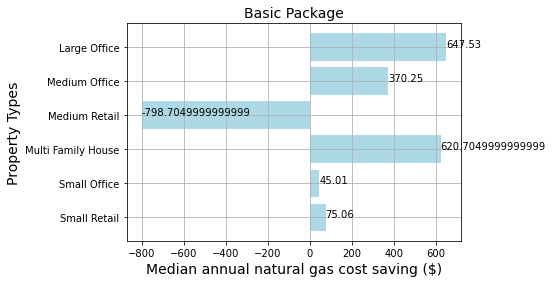 Basic Package
Large Office
647.53
Medium Office
370.25
Medium Retail
-798.7049999999999
Multi Family House
620.7049999999999
Small Office
45.01
Small Retail
75.06
Property Types
−800 −600 −400 −200 0 200 400 600
Median annual natural gas cost saving ($)